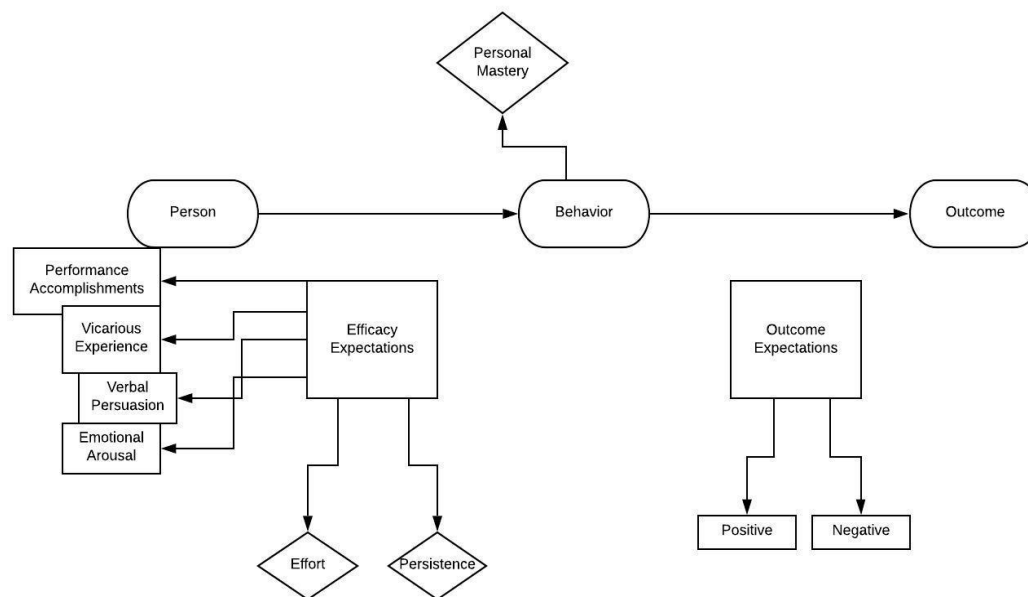 Personal
Mastery
Person
Behavior
Outcome
Performance
Accomplishments
Vicarious
Experience
Verbal
Persuasion
Emotional
Arousal
Efficacy
Expectations
Outcome
Expectations
Effort
Persistence
Positive
Negative